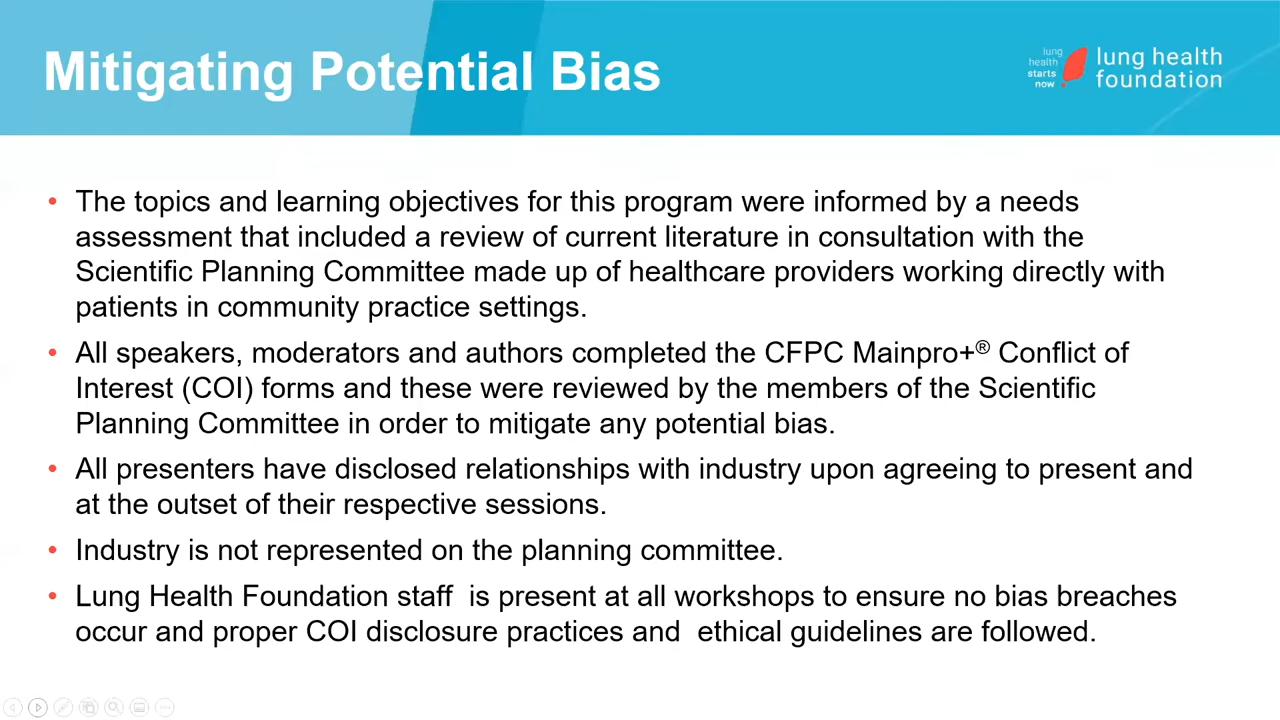 Mitigating Potential Bias
lung
health
starts
now
lung health
foundation
• The topics and learning objectives for this program were informed by a needs
assessment that included a review of current literature in consultation with the
Scientific Planning Committee made up of healthcare providers working directly with
patients in community practice settings.
• All speakers, moderators and authors completed the CFPC Mainpro+® Conflict of
Interest (COI) forms and these were reviewed by the members of the Scientific
Planning Committee in order to mitigate any potential bias.
• All presenters have disclosed relationships with industry upon agreeing to present and
at the outset of their respective sessions.
• Industry is not represented on the planning committee.
• Lung Health Foundation staff  is present at all workshops to ensure no bias breaches
occur and proper COI disclosure practices and  ethical guidelines are followed.